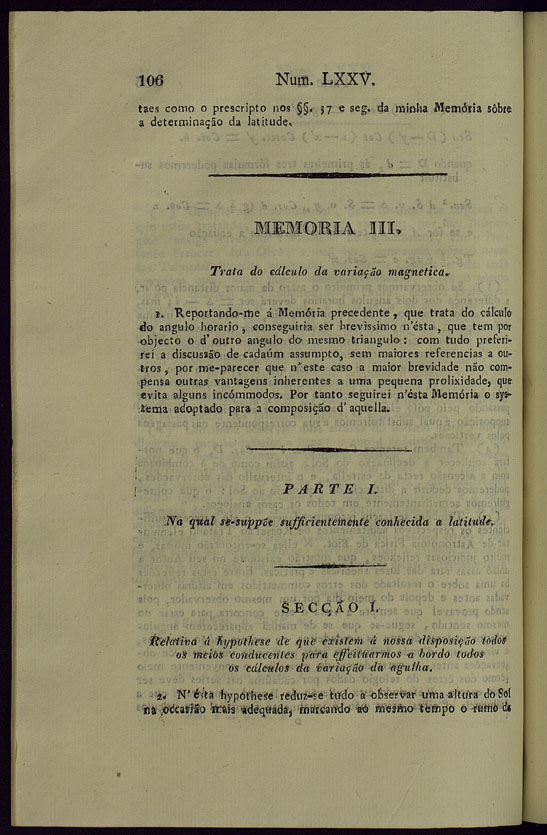 106
Num. LXXV.
taes como o prescripto nos §§. 37 e seg. da minha Memória sôbre
a determinação da latitude.
MEMORIA III.
Trata do cálculo da variação magnetica.
1. Reportando-me á Memória precedente, que trata do cálculo
do angulo horario, conseguiria ser brevissimo n'ésta, que tem por
objecto o d'outro angulo do mesmo triangulo: com tudo preferi-
rei a discussão de cadaúm assumpto, sem maiores referencias a ou-
tros, por me-parecer que n'este caso a maior brevidade não com-
pensa outras vantagens inherentes a uma pequena prolixidade, que
evita alguns incómmodos. Por tanto seguirei n'ésta Memória o sys-
tema adoptado para a composição d'aquella.
PARTE I.
Na qual se-suppõe sufficientemente conhecida a latitude.
SECÇÃO I.
Relativa á hypothese de que existem á nossa disposição todos
os meios conducentes para effeituarmos a bordo todos
os cálculos da variação da agulha.
2. N'ésta hypóthese reduz-se tudo a observar uma altura do Sol
na occasião mais adequada, marcando ao mesmo tempo o rumo da